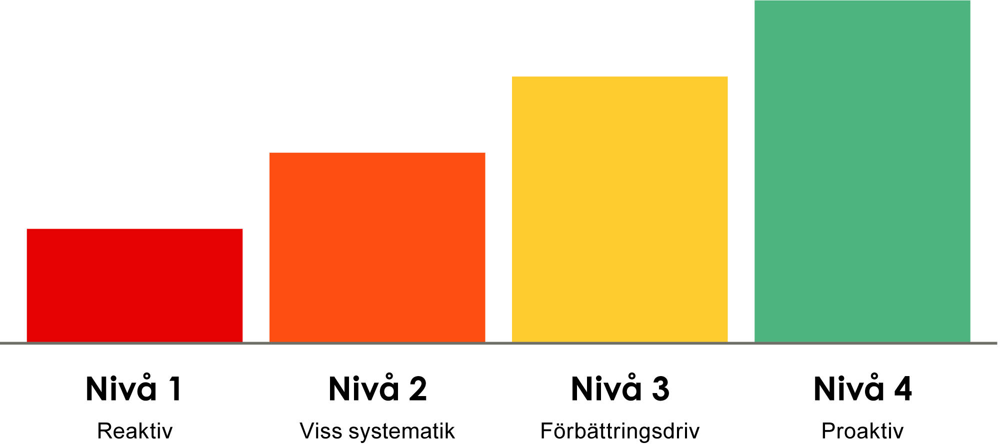 Nivå 1
Reaktiv
Nivå 2
Viss systematik
Nivå 3
Förbättringsdriv
Nivå 4
Proaktiv